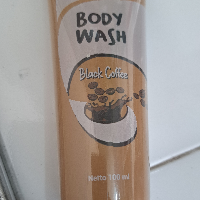 BODY
WASH
Black Coffee
Netto 100 ml